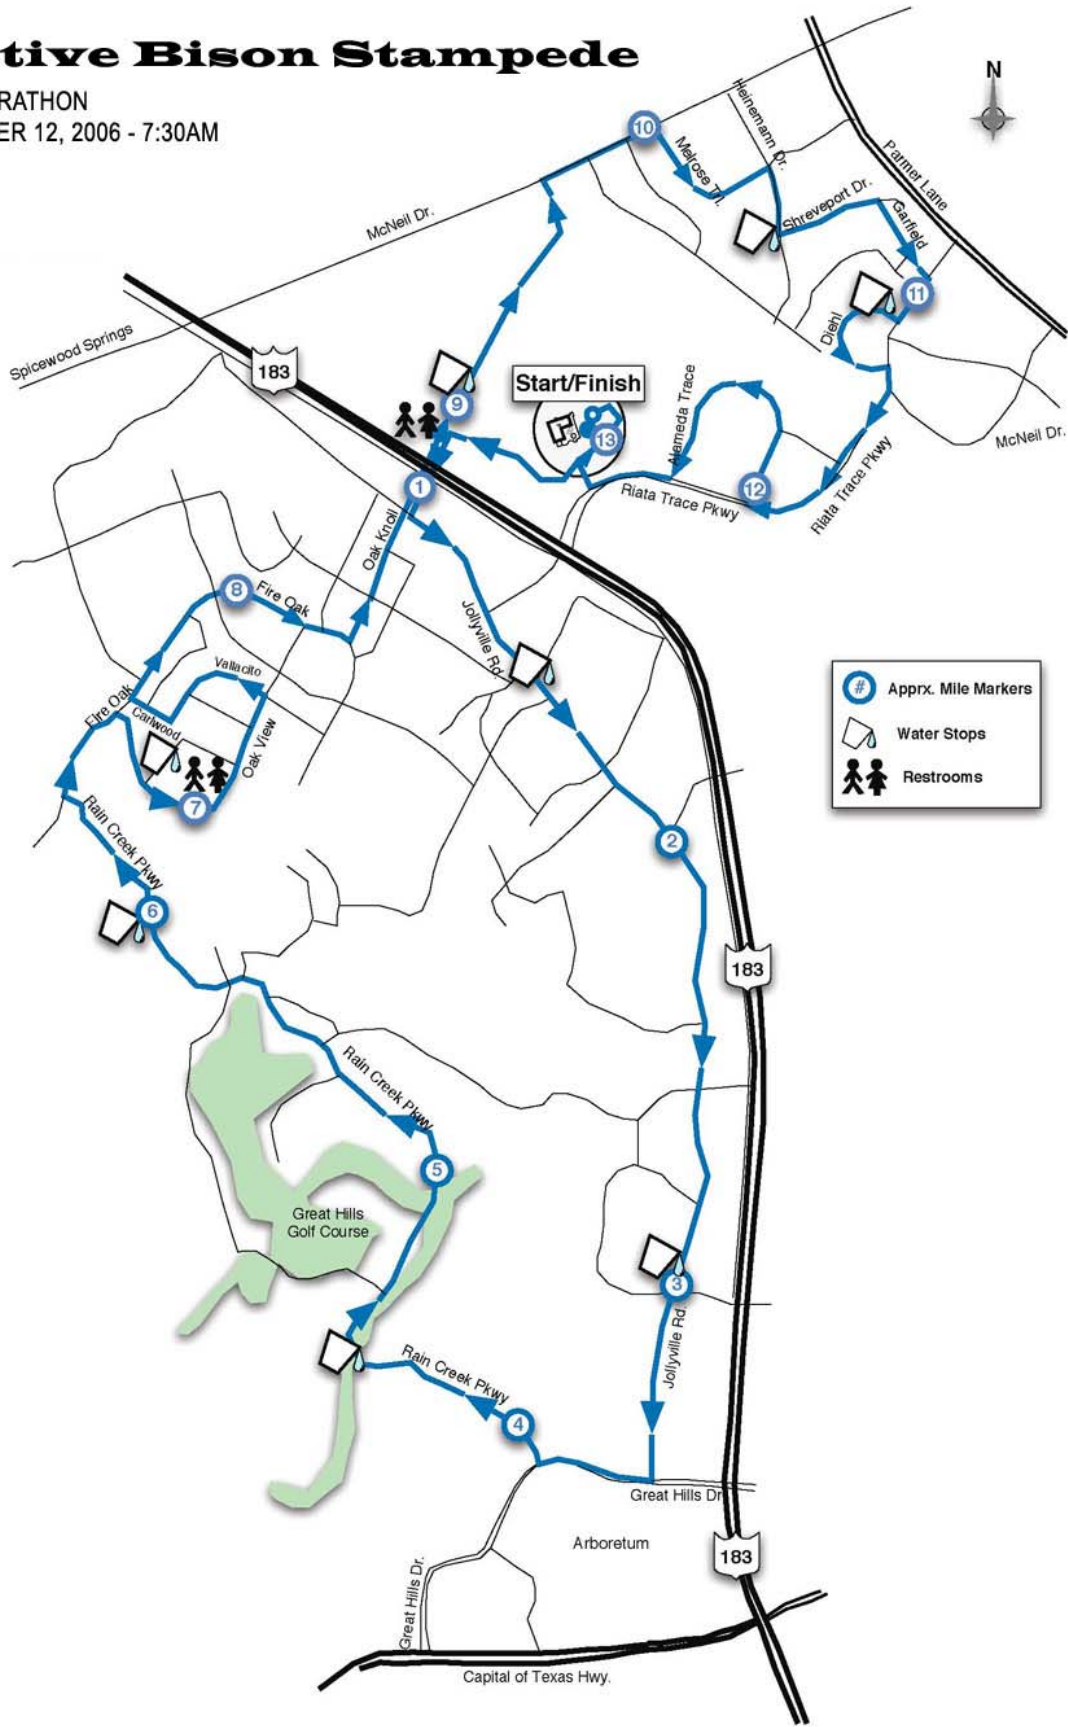 tive Bison Stampede
RATHON
ER 12, 2006 - 7:30AM
N
10
Heinemann Dr.
Melrose Trl.
Parmer Lane
McNeil Dr.
Shreveport Dr.
Garfield
11
Diehl
Spicewood Springs
183
9
Start/Finish
13
Alameda Trace
McNeil Dr.
1
12
Riata Trace Pkwy
Riata Trace Pkwy
Oak Knoll
8
Fire Oak
Jollyville Rd.
Vallacito
Fire Oak
Carlwood
Oak View
# Apprx. Mile Markers
Water Stops
Restrooms
7
Rain Creek Pkwy
2
6
183
Rain Creek Pkwy
5
Great Hills
Golf Course
3
Jollyville Rd.
Rain Creek Pkwy
4
Great Hills Dr
Arboretum
183
Great Hills Dr.
Capital of Texas Hwy.